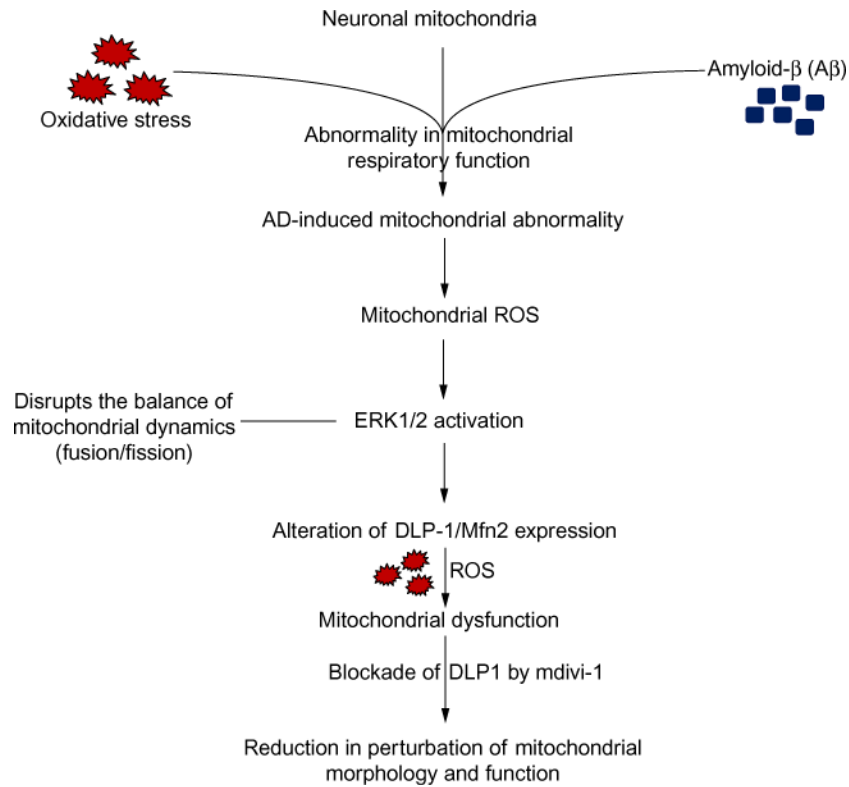 Neuronal mitochondria
Oxidative stress
Amyloid-β (Aβ)
Abnormality in mitochondrial
respiratory function
AD-induced mitochondrial abnormality
Mitochondrial ROS
Disrupts the balance of
mitochondrial dynamics
(fusion/fission)
ERK1/2 activation
Alteration of DLP-1/Mfn2 expression
ROS
Mitochondrial dysfunction
Blockade of DLP1 by mdivi-1
Reduction in perturbation of mitochondrial
morphology and function